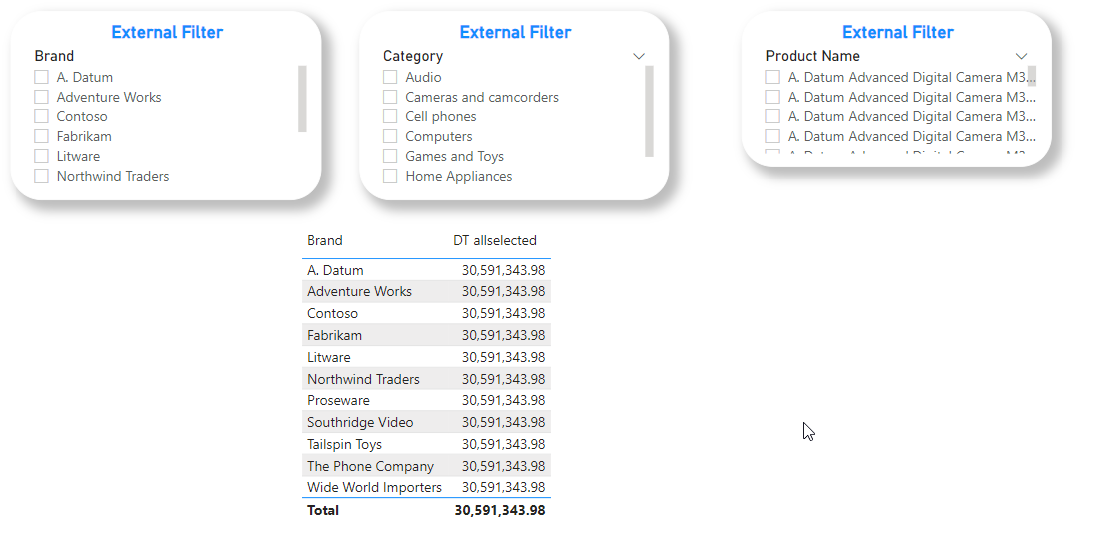 External Filter
Brand
A. Datum
Adventure Works
Contoso
Fabrikam
Litware
Northwind Traders
External Filter
Category
Audio
Cameras and camcorders
Cell phones
Computers
Games and Toys
Home Appliances
External Filter
Product Name
A. Datum Advanced Digital Camera M3...
A. Datum Advanced Digital Camera M3...
A. Datum Advanced Digital Camera M3...
A. Datum Advanced Digital Camera M3...
Brand DT allselected
A. Datum 30,591,343.98
Adventure Works 30,591,343.98
Contoso 30,591,343.98
Fabrikam 30,591,343.98
Litware 30,591,343.98
Northwind Traders 30,591,343.98
Proseware 30,591,343.98
Southridge Video 30,591,343.98
Tailspin Toys 30,591,343.98
The Phone Company 30,591,343.98
Wide World Importers 30,591,343.98
Total 30,591,343.98